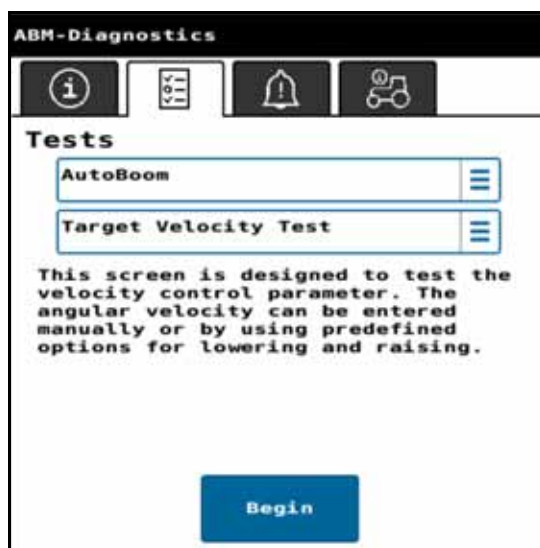 ABM-Diagnostics
Tests
AutoBoom
Target Velocity Test
This screen is designed to test the
velocity control parameter. The
angular velocity can be entered
manually or by using predefined
options for lowering and raising.
Begin